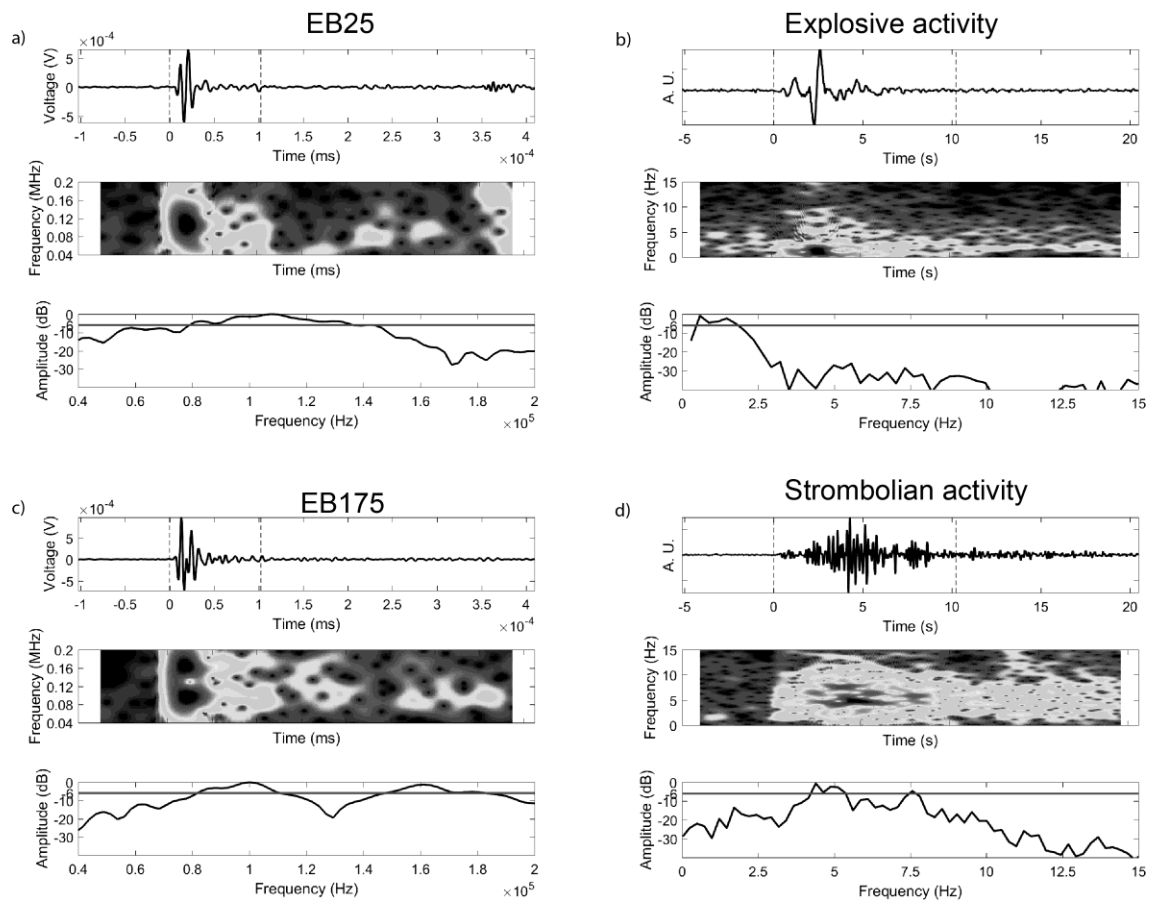 a) EB25
×10⁻⁴
Voltage (V)
5
0
-5
-1 -0.5 0 0.5 1 1.5 2 2.5 3 3.5 4
Time (ms) ×10⁻⁴
Frequency (MHz)
0.2
0.16
0.12
0.08
0.04
Time (ms)
Amplitude (dB)
0
-6
-10
-20
-30
0.4 0.6 0.8 1 1.2 1.4 1.6 1.8 2
Frequency (Hz) ×10⁵
b) Explosive activity
A. U.
-5 0 5 10 15 20
Time (s)
Frequency (Hz)
15
10
5
0
Time (s)
Amplitude (dB)
0
-6
-10
-20
-30
0 2.5 5 7.5 10 12.5 15
Frequency (Hz)
c) EB175
×10⁻⁴
Voltage (V)
5
0
-5
-1 -0.5 0 0.5 1 1.5 2 2.5 3 3.5 4
Time (ms) ×10⁻⁴
Frequency (MHz)
0.2
0.16
0.12
0.08
0.04
Time (ms)
Amplitude (dB)
0
-6
-10
-20
-30
0.4 0.6 0.8 1 1.2 1.4 1.6 1.8 2
Frequency (Hz) ×10⁵
d) Strombolian activity
A. U.
-5 0 5 10 15 20
Time (s)
Frequency (Hz)
15
10
5
0
Time (s)
Amplitude (dB)
0
-6
-10
-20
-30
0 2.5 5 7.5 10 12.5 15
Frequency (Hz)